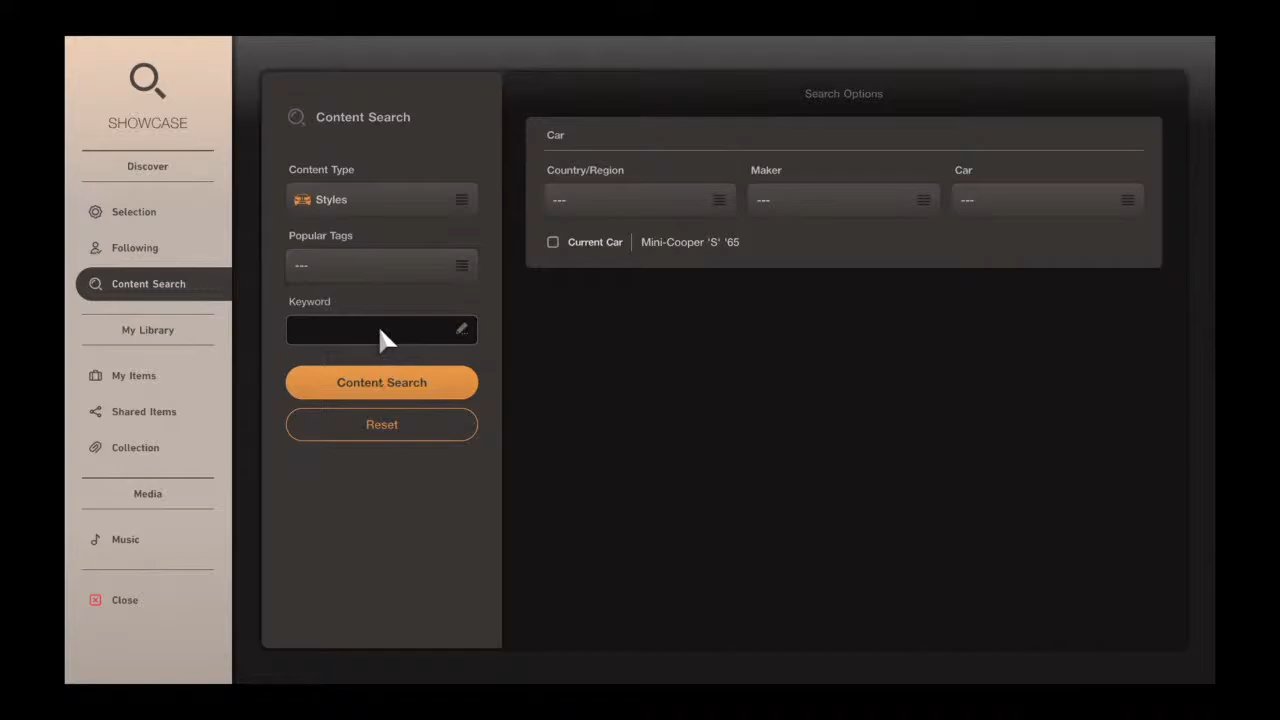 SHOWCASE
Discover
Selection
Following
Content Search
My Library
My Items
Shared Items
Collection
Media
Music
Close
Content Search
Content Type
Styles
Popular Tags
---
Keyword
Content Search
Reset
Search Options
Car
Country/Region Maker Car
--- --- ---
Current Car Mini-Cooper 'S' '65